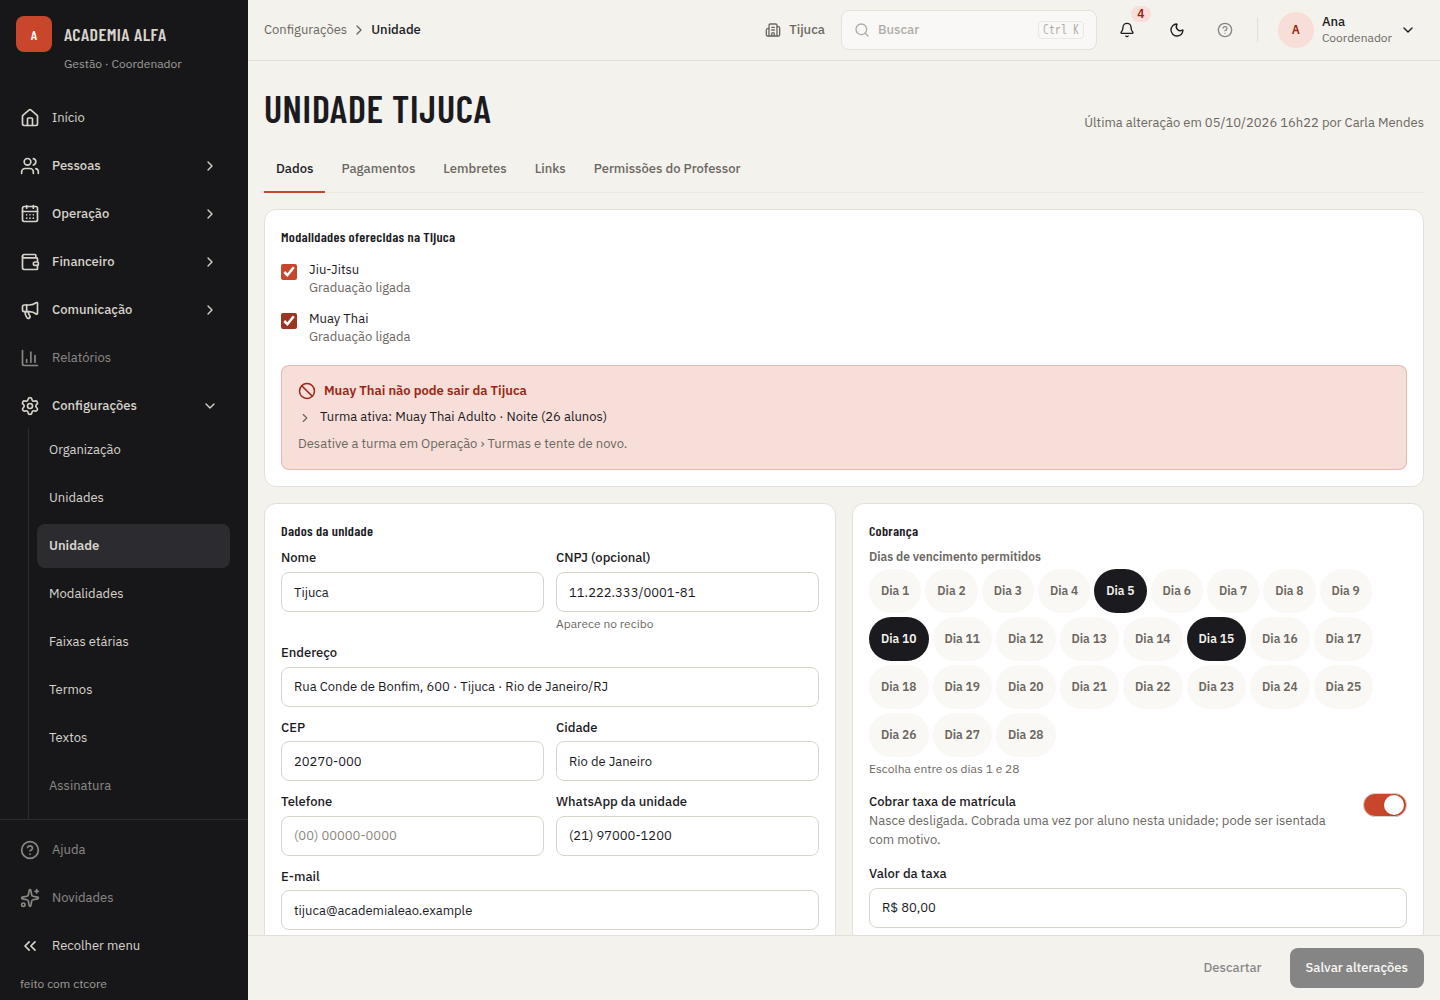 A
ACADEMIA ALFA
Gestão · Coordenador
Início
Pessoas
Operação
Financeiro
Comunicação
Relatórios
Configurações
Organização
Unidades
Unidade
Modalidades
Faixas etárias
Termos
Textos
Assinatura
Ajuda
Novidades
Recolher menu
feito com ctcore
Configurações > Unidade
Tijuca
Buscar
Ctrl K
4
A
Ana
Coordenador
UNIDADE TIJUCA
Última alteração em 05/10/2026 16h22 por Carla Mendes
Dados
Pagamentos
Lembretes
Links
Permissões do Professor
Modalidades oferecidas na Tijuca
Jiu-Jitsu
Graduação ligada
Muay Thai
Graduação ligada
Muay Thai não pode sair da Tijuca
Turma ativa: Muay Thai Adulto · Noite (26 alunos)
Desative a turma em Operação › Turmas e tente de novo.
Dados da unidade
Nome
CNPJ (opcional)
Tijuca
11.222.333/0001-81
Aparece no recibo
Endereço
Rua Conde de Bonfim, 600 · Tijuca · Rio de Janeiro/RJ
CEP
Cidade
20270-000
Rio de Janeiro
Telefone
WhatsApp da unidade
(00) 00000-0000
(21) 97000-1200
E-mail
tijuca@academialeao.example
Cobrança
Dias de vencimento permitidos
Dia 1 Dia 2 Dia 3 Dia 4 Dia 5 Dia 6 Dia 7 Dia 8 Dia 9
Dia 10 Dia 11 Dia 12 Dia 13 Dia 14 Dia 15 Dia 16 Dia 17
Dia 18 Dia 19 Dia 20 Dia 21 Dia 22 Dia 23 Dia 24 Dia 25
Dia 26 Dia 27 Dia 28
Escolha entre os dias 1 e 28
Cobrar taxa de matrícula
Nasce desligada. Cobrada uma vez por aluno nesta unidade; pode ser isentada
com motivo.
Valor da taxa
R$ 80,00
Descartar
Salvar alterações